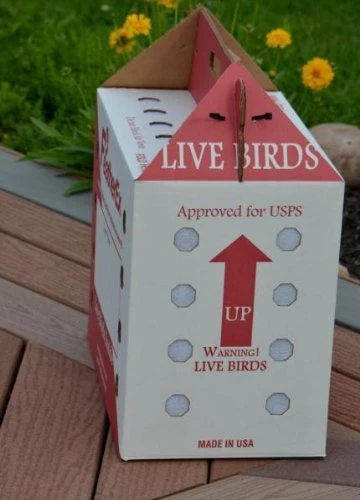 LIVE BIRDS
Approved for USPS
UP
WARNING!
LIVE BIRDS
MADE IN USA